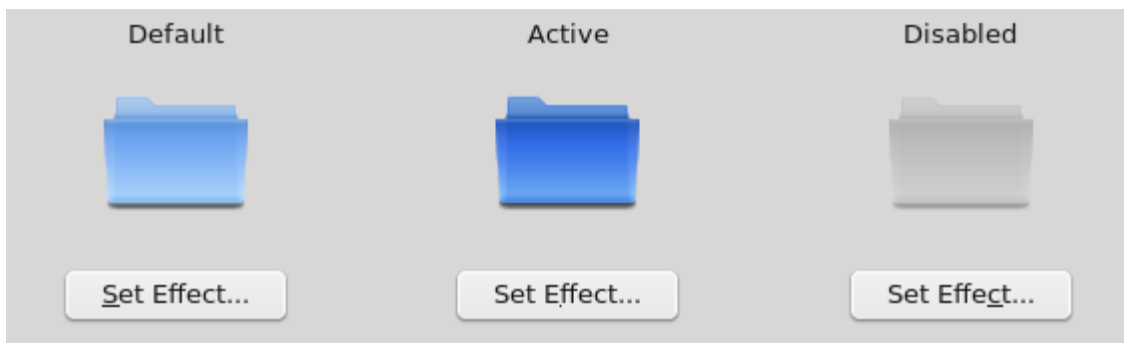 Default Active Disabled
Set Effect... Set Effect... Set Effect...